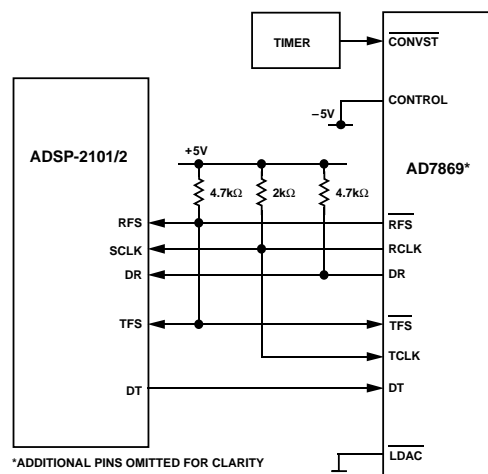 TIMER
CONVST
CONTROL
–5V
ADSP-2101/2
AD7869*
+5V
4.7kΩ
2kΩ
4.7kΩ
RFS
RFS
SCLK
RCLK
DR
DR
TFS
TFS
TCLK
DT
DT
LDAC
*ADDITIONAL PINS OMITTED FOR CLARITY